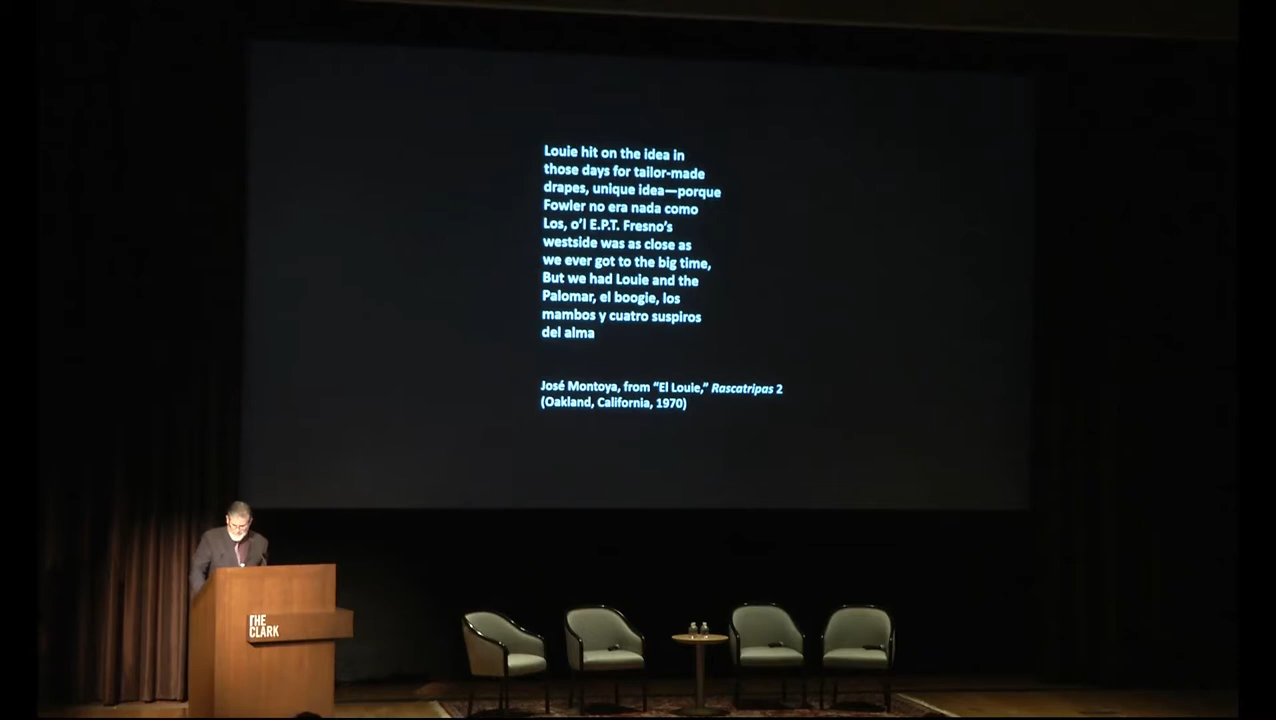 Louie hit on the idea in
those days for tailor-made
drapes, unique idea—porque
Fowler no era nada como
Los, o’l E.P.T. Fresno’s
westside was as close as
we ever got to the big time,
But we had Louie and the
Palomar, el boogie, los
mambos y cuatro suspiros
del alma
José Montoya, from “El Louie,” Rascatripas 2
(Oakland, California, 1970)
THE
CLARK